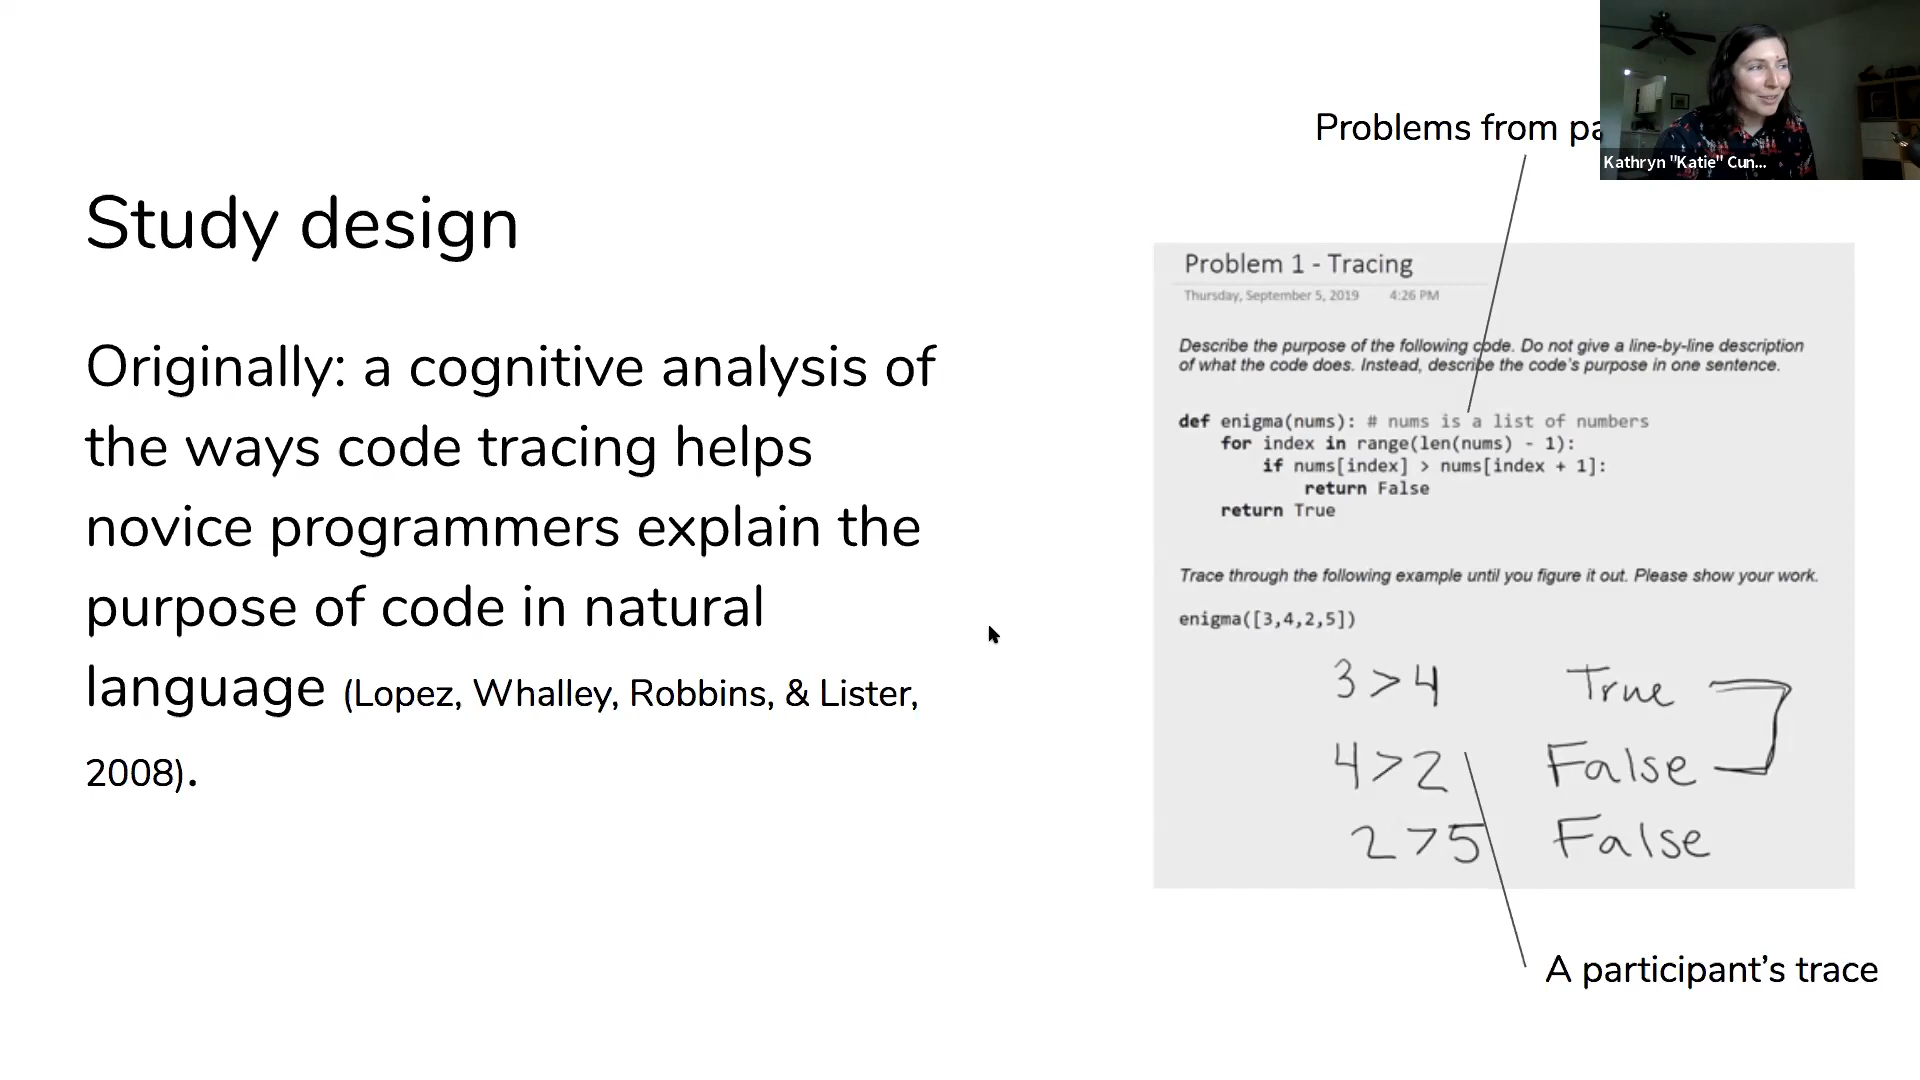 Problems from
Kathryn "Katie" Cun...
Study design
Originally: a cognitive analysis of
the ways code tracing helps
novice programmers explain the
purpose of code in natural
language (Lopez, Whalley, Robbins, & Lister,
2008).
Problem 1 - Tracing
Thursday, September 5, 2019 4:26 PM
Describe the purpose of the following code. Do not give a line-by-line description
of what the code does. Instead, describe the code's purpose in one sentence.
def enigma(nums): # nums is a list of numbers
for index in range(len(nums) - 1):
if nums[index] > nums[index + 1]:
return False
return True
Trace through the following example until you figure it out. Please show your work.
enigma([3,4,2,5])
3 > 4 True
4 > 2 False
2 > 5 False
A participant’s trace